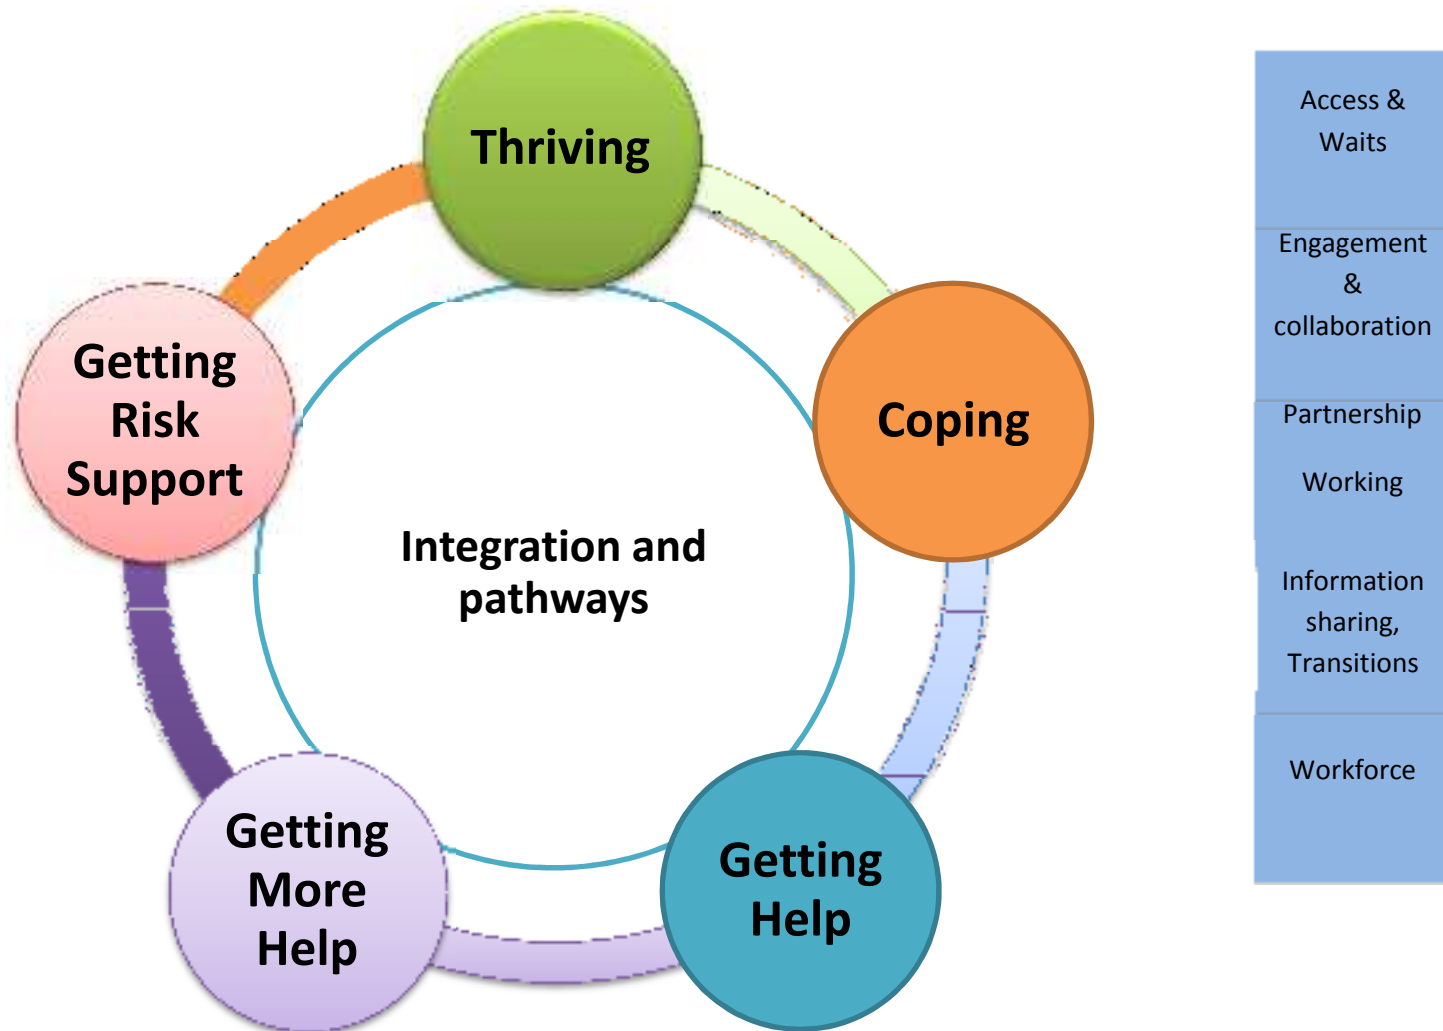 Thriving
Coping
Getting
Help
Getting
More
Help
Getting
Risk
Support
Integration and
pathways
Access &
Waits
Engagement
&
collaboration
Partnership
Working
Information
sharing,
Transitions
Workforce